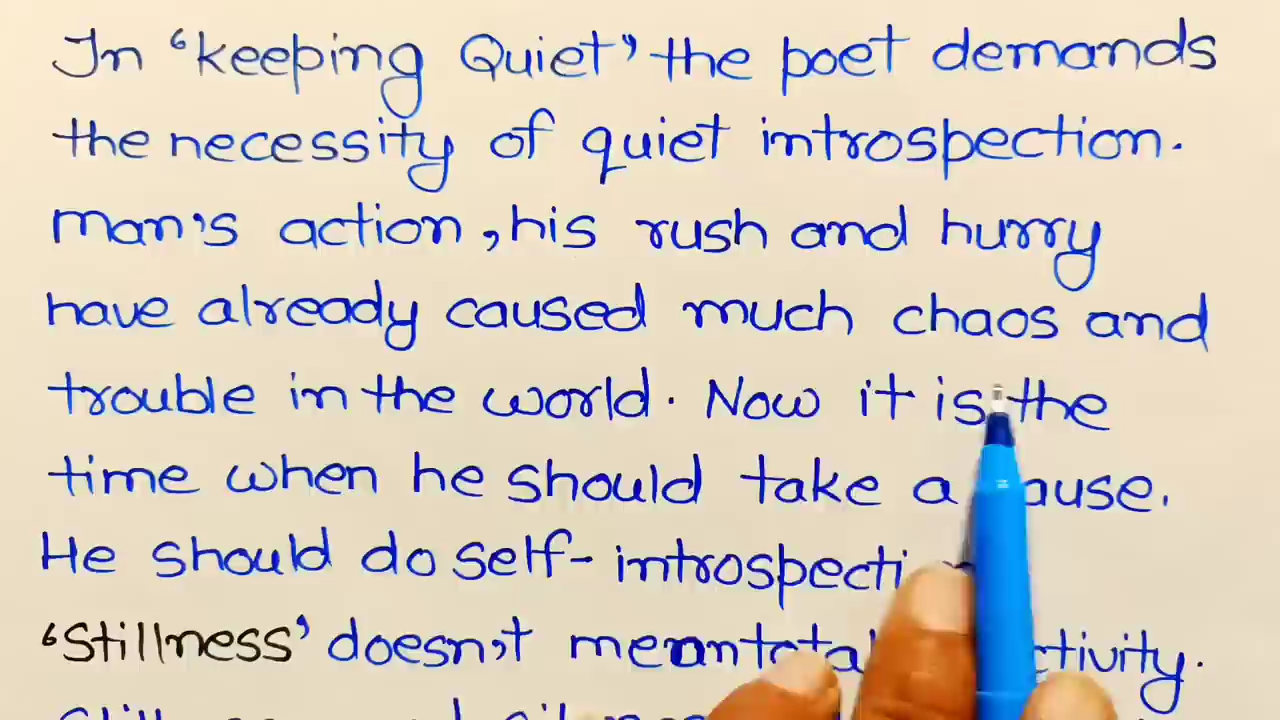 In ‘keeping Quiet’ the poet demands
the necessity of quiet introspection.
Man's action, his rush and hurry
have already caused much chaos and
trouble in the world. Now it is the
time when he should take a
He should do self-
‘Stillness’ doesn't mean